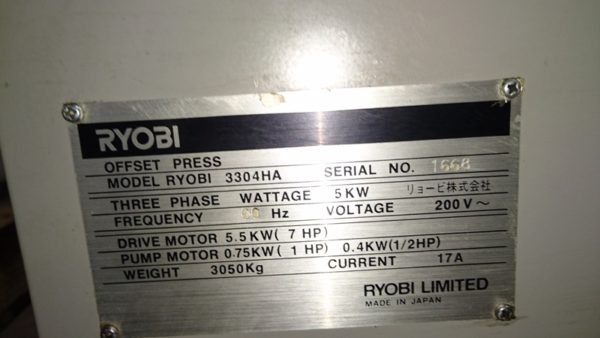 RYOBI
OFFSET PRESS
MODEL RYOBI 3304HA SERIAL NO. 1668
THREE PHASE WATTAGE 5KW リョービ株式会社
FREQUENCY Hz VOLTAGE 200V～
DRIVE MOTOR 5.5KW( 7 HP)
PUMP MOTOR 0.75KW( 1 HP) 0.4KW(1/2HP)
WEIGHT 3050Kg CURRENT 17A
RYOBI LIMITED
MADE IN JAPAN